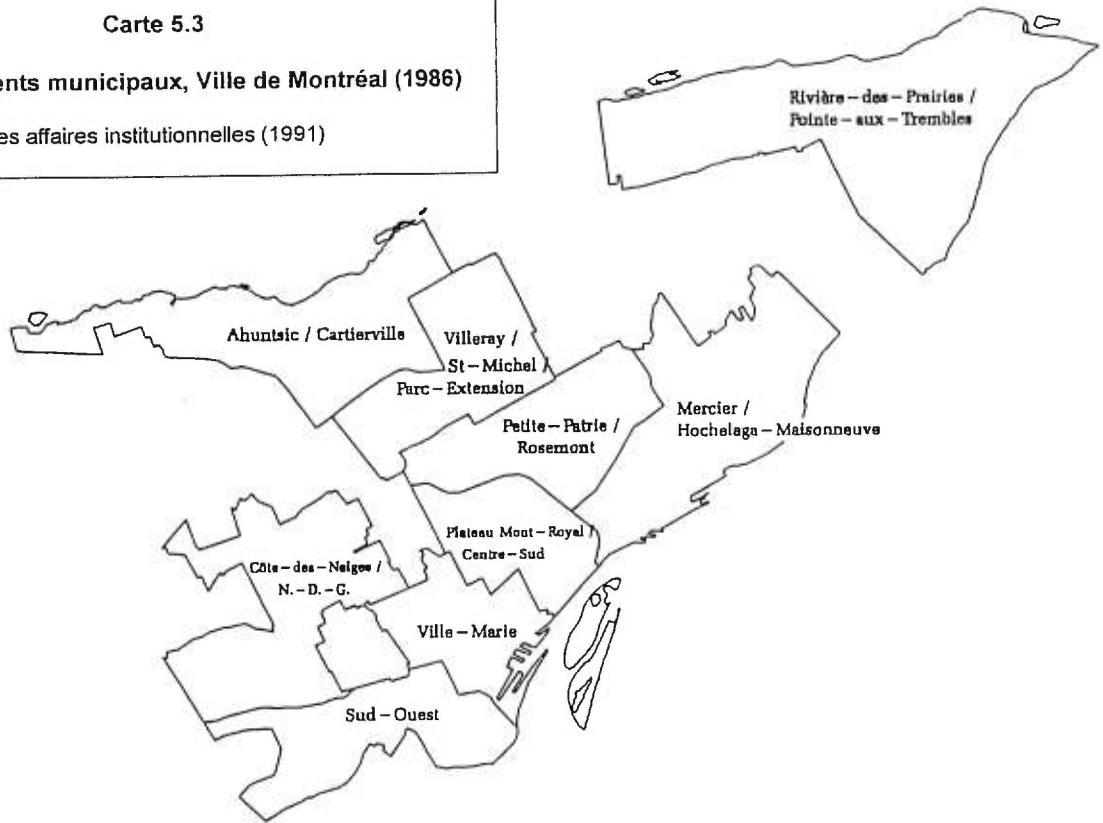 Carte 5.3
municipaux, Ville de Montréal (1986)
affaires institutionnelles (1991)
Rivière-des-Prairies /
Pointe-aux-Trembles
Ahuntsic / Cartierville
Villeray /
St-Michel /
Parc-Extension
Petite-Patrie /
Rosemont
Mercier /
Hochelaga-Maisonneuve
Plateau Mont-Royal /
Centre-Sud
Côte-des-Neiges /
N.-D.-G.
Ville-Marie
Sud-Ouest